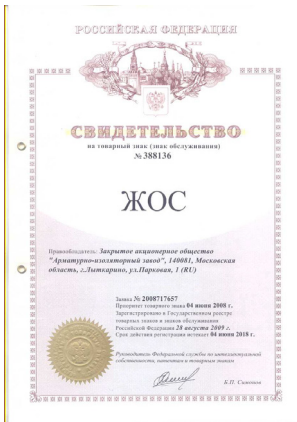 РОССИЙСКАЯ ФЕДЕРАЦИЯ
СВИДЕТЕЛЬСТВО
на товарный знак (знак обслуживания)
№ 388136
ЖОС
Правообладатель: Закрытое акционерное общество
"Арматурно-изоляторный завод", 140081, Московская
область, г.Лыткарино, ул.Парковая, 1 (RU)
Заявка № 2008717657
Приоритет товарного знака 04 июня 2008 г.
Зарегистрировано в Государственном реестре
товарных знаков и знаков обслуживания
Российской Федерации 28 августа 2009 г.
Срок действия регистрации истекает 04 июня 2018 г.
Руководитель Федеральной службы по интеллектуальной
собственности, патентам и товарным знакам
Б.П. Симонов